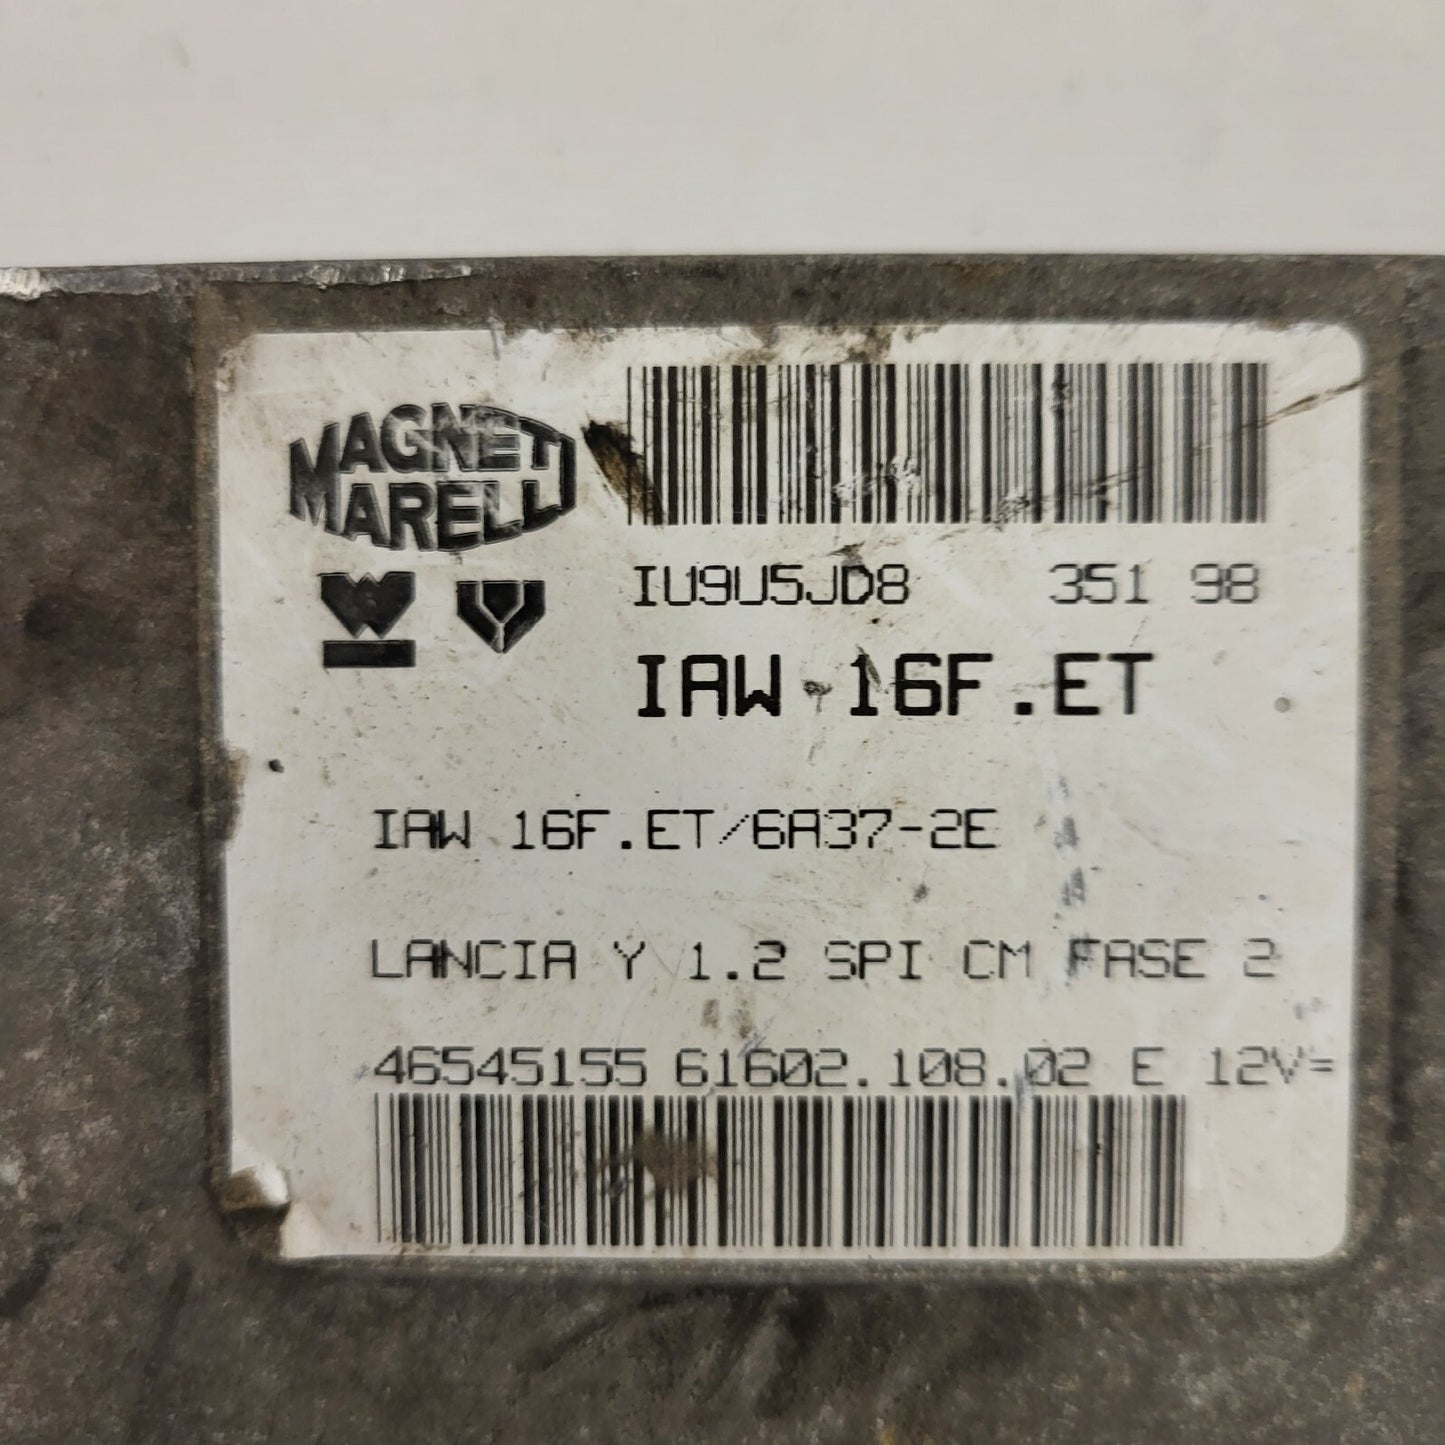 MAGNETI
MARELLI
IU9U5JD8 351 98
IAW 16F.ET
IAW 16F.ET/6A37-2E
LANCIA Y 1.2 SPI CM FASE 2
46545155 61602.108.02 E 12V=